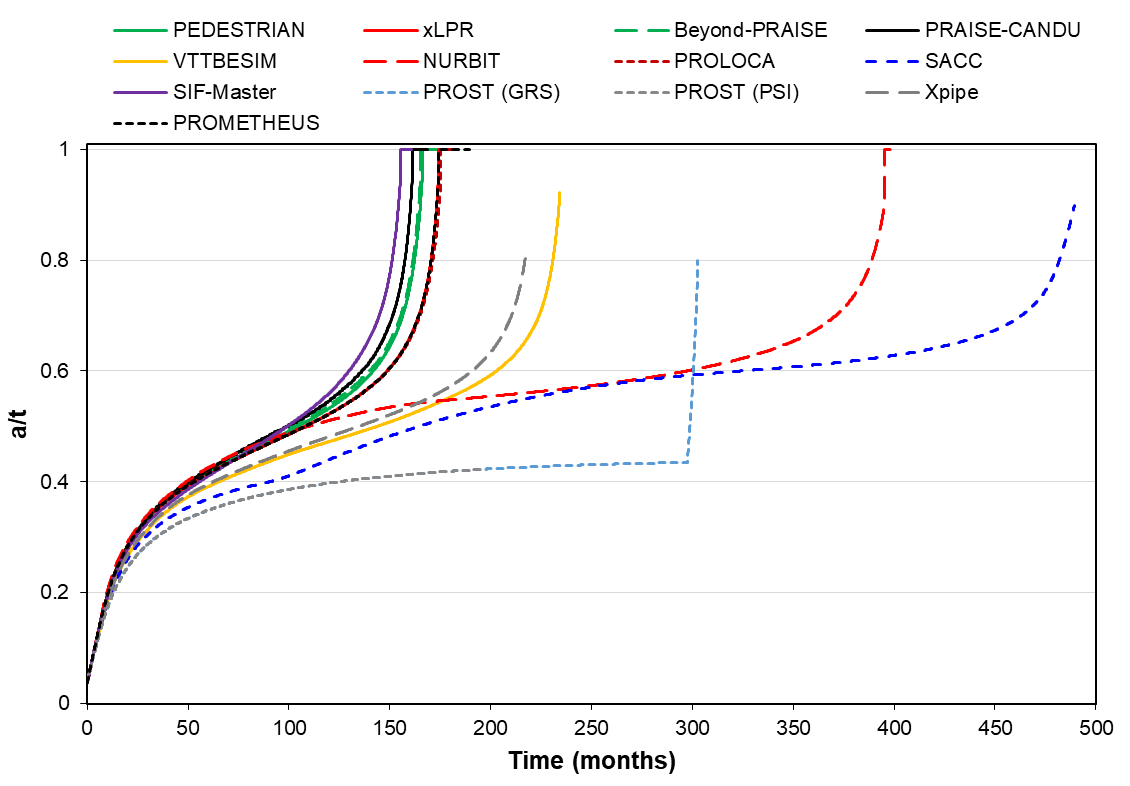 PEDESTRIAN xLPR Beyond-PRAISE PRAISE-CANDU
VTTBESIM NURBIT PROLOCA SACC
SIF-Master PROST (GRS) PROST (PSI) Xpipe
PROMETHEUS
1
0.8
0.6
a/t
0.4
0.2
0
0 50 100 150 200 250 300 350 400 450 500
Time (months)